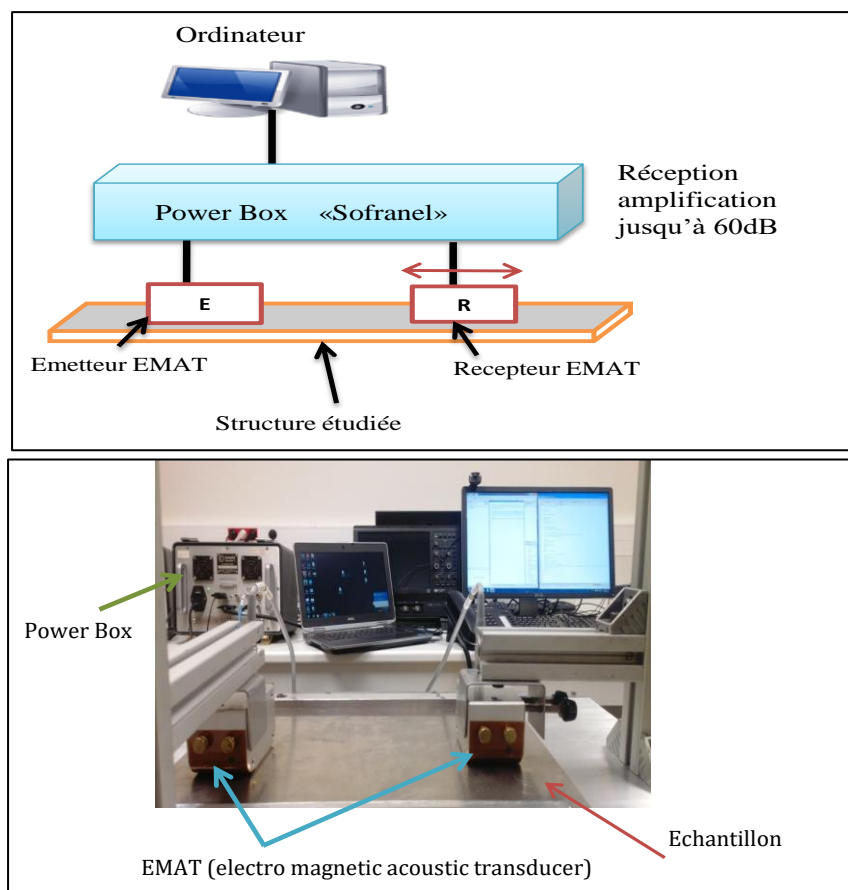 Ordinateur
Power Box «Sofranel»
Réception
amplification
jusqu’à 60dB
E
R
Emetteur EMAT
Recepteur EMAT
Structure étudiée
Power Box
Echantillon
EMAT (electro magnetic acoustic transducer)